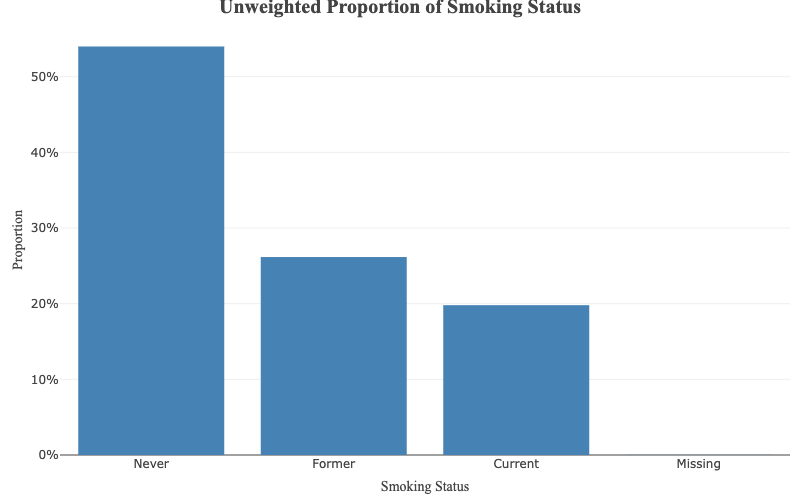 Unweighted Proportion of Smoking Status
50%
40%
30%
20%
10%
0%
Proportion
Never
Former
Current
Missing
Smoking Status